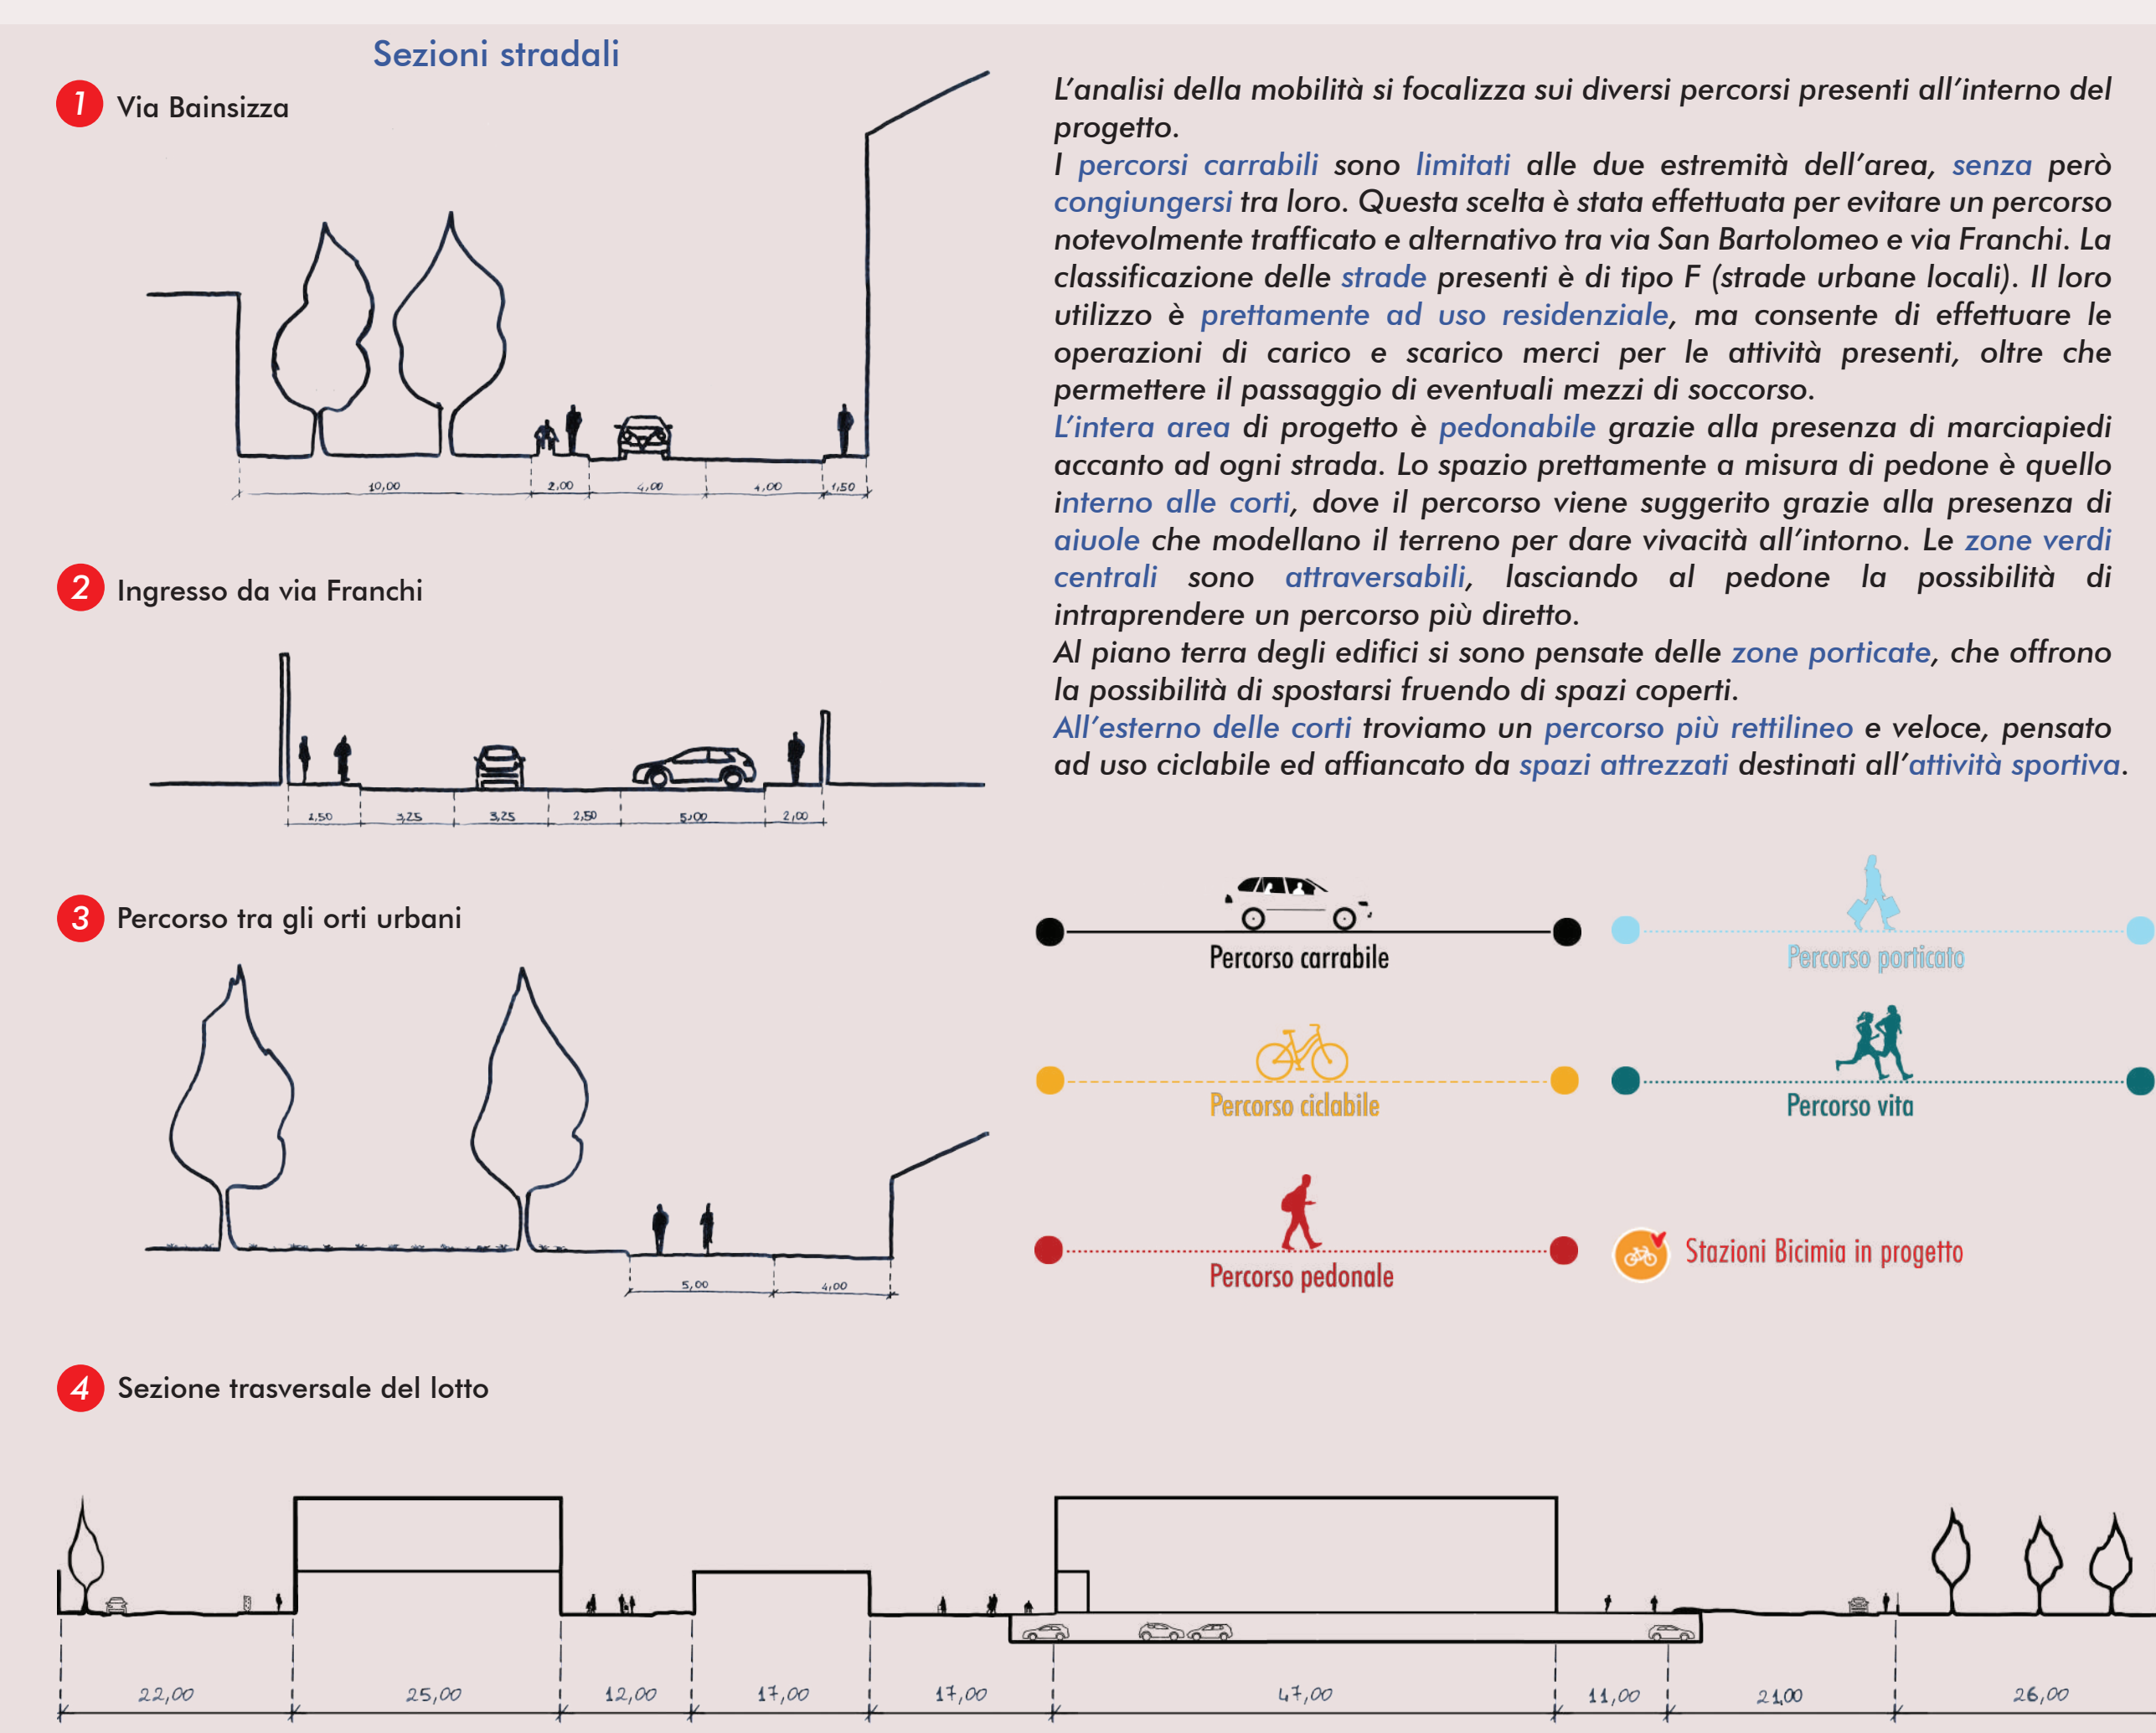 Sezioni stradali
1 Via Bainsizza
10,00 2,00 4,00 4,00 1,50
2 Ingresso da via Franchi
2,50 3,25 3,25 2,50 5,00 2,00
3 Percorso tra gli orti urbani
5,00 4,00
L'analisi della mobilità si focalizza sui diversi percorsi presenti all'interno del
progetto.
I percorsi carrabili sono limitati alle due estremità dell'area, senza però
congiungersi tra loro. Questa scelta è stata effettuata per evitare un percorso
notevolmente trafficato e alternativo tra via San Bartolomeo e via Franchi. La
classificazione delle strade presenti è di tipo F (strade urbane locali). Il loro
utilizzo è prettamente ad uso residenziale, ma consente di effettuare le
operazioni di carico e scarico merci per le attività presenti, oltre che
permettere il passaggio di eventuali mezzi di soccorso.
L'intera area di progetto è pedonabile grazie alla presenza di marciapiedi
accanto ad ogni strada. Lo spazio prettamente a misura di pedone è quello
interno alle corti, dove il percorso viene suggerito grazie alla presenza di
aiuole che modellano il terreno per dare vivacità all'intorno. Le zone verdi
centrali sono attraversabili, lasciando al pedone la possibilità di
intraprendere un percorso più diretto.
Al piano terra degli edifici si sono pensate delle zone porticate, che offrono
la possibilità di spostarsi fruendo di spazi coperti.
All'esterno delle corti troviamo un percorso più rettilineo e veloce, pensato
ad uso ciclabile ed affiancato da spazi attrezzati destinati all'attività sportiva.
Percorso carrabile
Percorso porticato
Percorso ciclabile
Percorso vita
Percorso pedonale
Stazioni Bicimia in progetto
4 Sezione trasversale del lotto
22,00 25,00 12,00 17,00 17,00 47,00 11,00 21,00 26,00